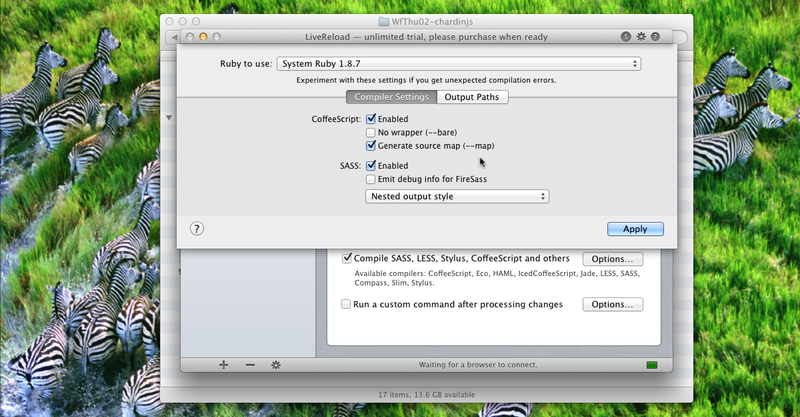 WfThu02-chardinjs
LiveReload — unlimited trial, please purchase when ready
Ruby to use: System Ruby 1.8.7
Experiment with these settings if you get unexpected compilation errors.
Compiler Settings Output Paths
CoffeeScript: Enabled
No wrapper (--bare)
Generate source map (--map)
SASS: Enabled
Emit debug info for FireSass
Nested output style
? Apply
Compile SASS, LESS, Stylus, CoffeeScript and others Options...
Available compilers: CoffeeScript, Eco, HAML, IcedCoffeeScript, Jade, LESS, SASS,
Compass, Slim, Stylus.
Run a custom command after processing changes Options...
Waiting for a browser to connect.
17 items, 13.6 GB available